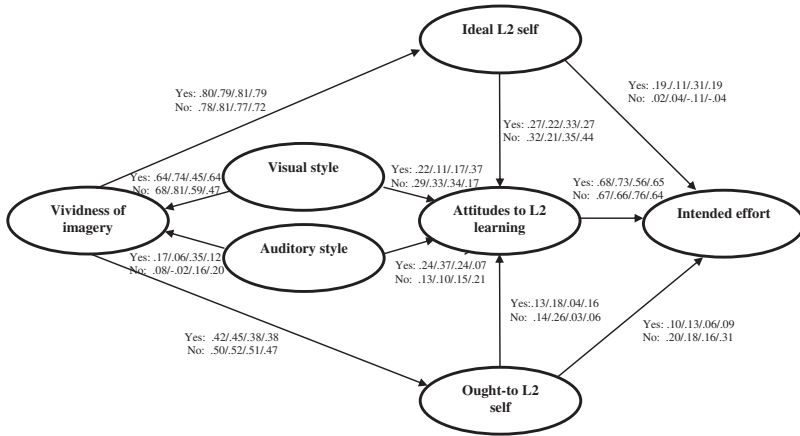 Ideal L2 self
Yes: .80/.79/.81/.79
No: .78/.81/.77/.72
Yes: .19./.11/.31/.19
No: .02/.04/-.11/-.04
Yes: .27/.22/.33/.27
No: .32/.21/.35/.44
Visual style
Yes: .64/.74/.45/.64
No: 68/.81/.59/.47
Yes: .22/.11/.17/.37
No: .29/.33/.34/.17
Vividness of
imagery
Attitudes to L2
learning
Yes: .68/.73/.56/.65
No: .67/.66/.76/.64
Intended effort
Auditory style
Yes: .17/.06/.35/.12
No: .08/-.02/.16/.20
Yes: .24/.37/.24/.07
No: .13/.10/.15/.21
Yes:.13/.18/.04/.16
No: .14/.26/.03/.06
Yes: .42/.45/.38/.38
No: .50/.52/.51/.47
Yes: .10/.13/.06/.09
No: .20/.18/.16/.31
Ought-to L2
self